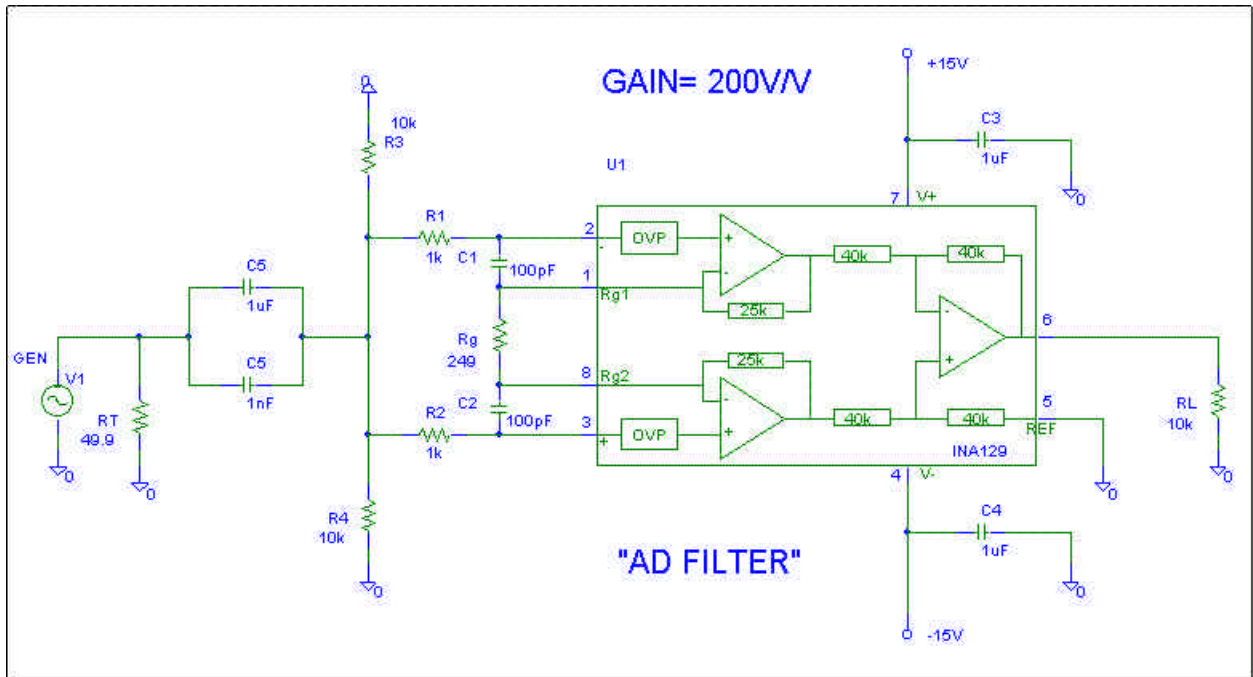 GAIN= 200V/V
+15V
0
10k
R3
C3
1uF
0
U1
7
V+
R1
1k
C1
100pF
2
-
OVP
+
-
40k
40k
1
Rg1
25k
C5
1uF
C5
1nF
GEN
V1
RT
49.9
0
0
Rg
249
8
Rg2
25k
-
+
6
RL
10k
0
R2
1k
C2
100pF
3
+
OVP
-
+
40k
40k
5
REF
INA129
0
4
V-
R4
10k
0
C4
1uF
0
"AD FILTER"
-15V